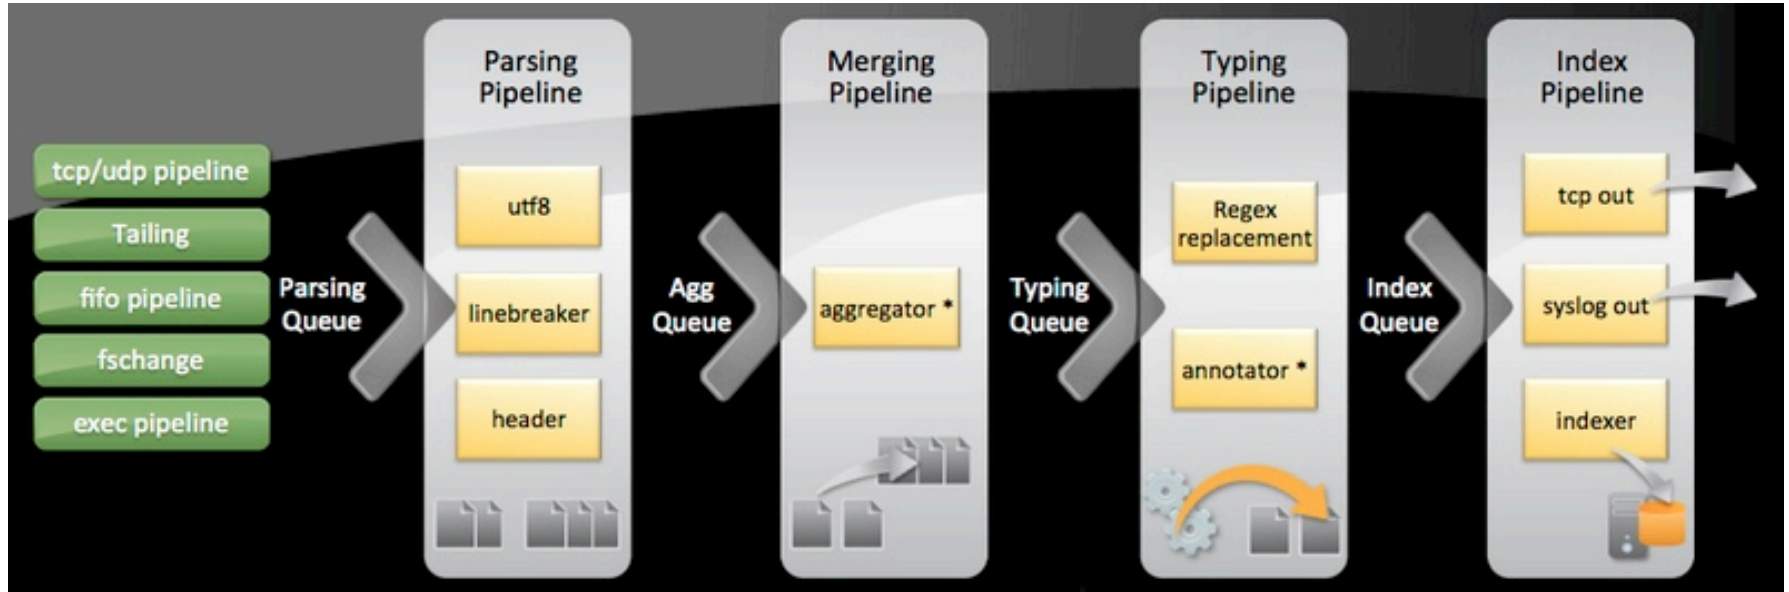 tcp/udp pipeline
Tailing
fifo pipeline
fschange
exec pipeline
Parsing
Queue
Parsing
Pipeline
utf8
linebreaker
header
Agg
Queue
Merging
Pipeline
aggregator *
Typing
Queue
Typing
Pipeline
Regex
replacement
annotator *
Index
Queue
Index
Pipeline
tcp out
syslog out
indexer